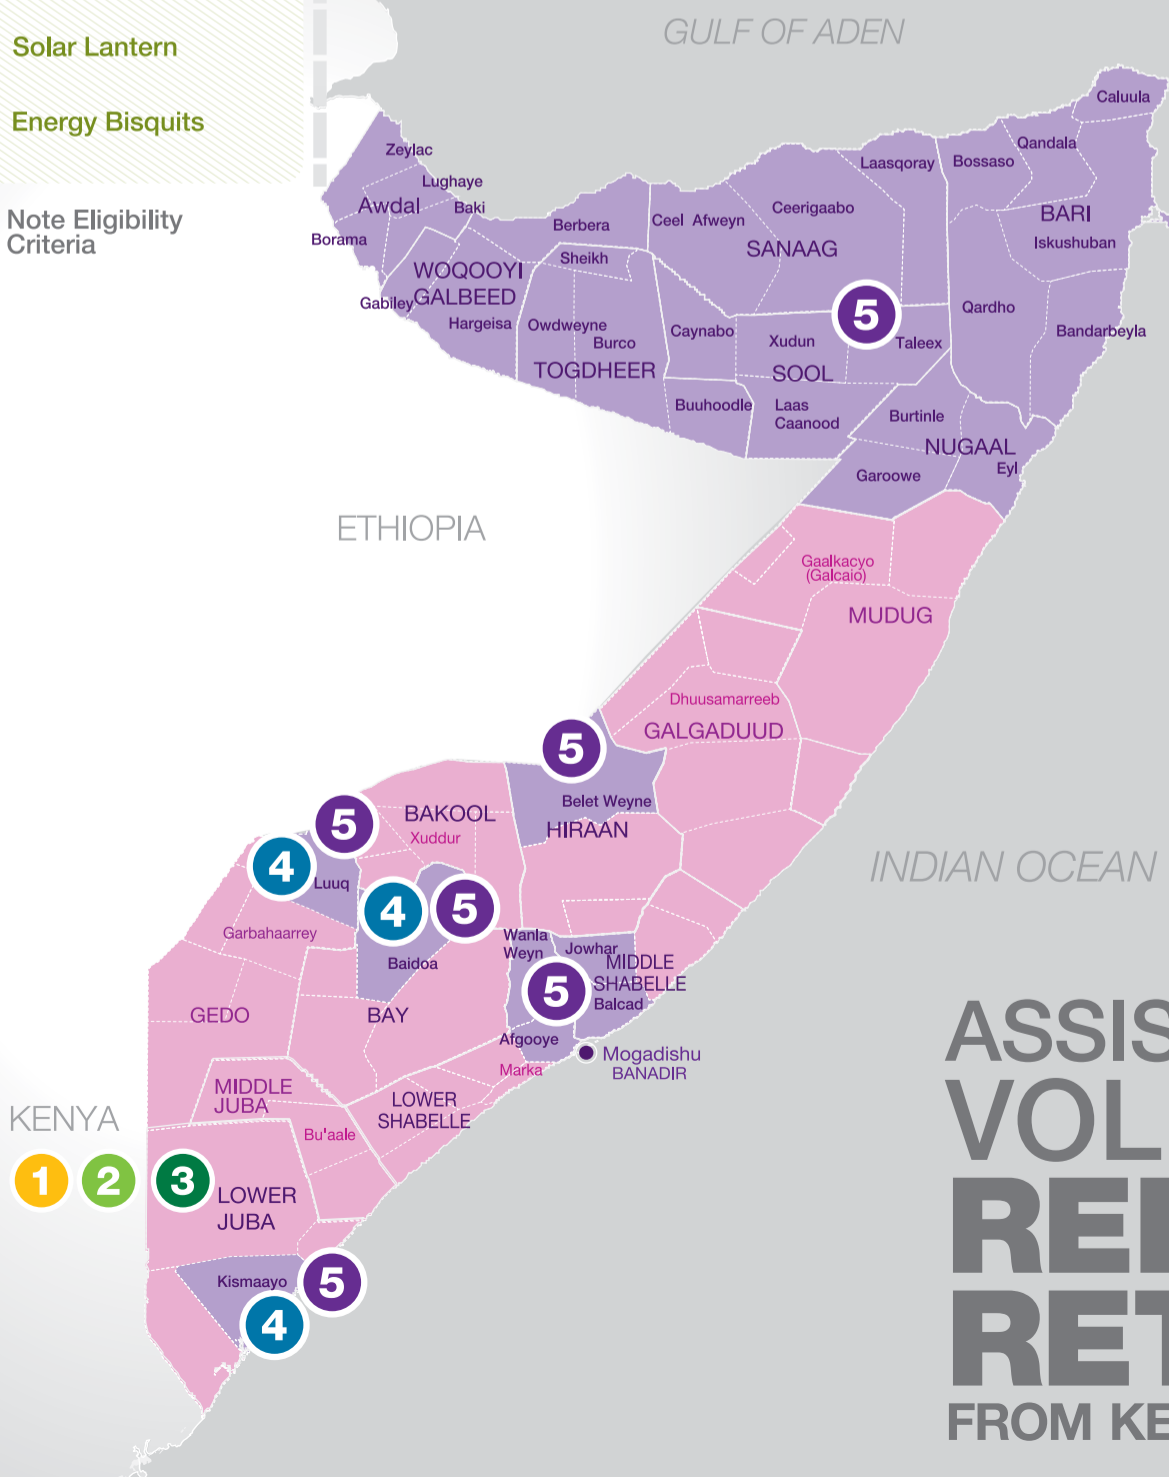 Solar Lantern
Energy Bisquits
Note Eligibility
Criteria
GULF OF ADEN
Caluula
Qandala
Bossaso
Laasqoray
BARI
Iskushuban
Zeylac
Lughaye
Awdal
Baki
Borama
Berbera
Ceel Afweyn
Ceerigaabo
SANAAG
Sheikh
WOQOOYI
GALBEED
Gabiley
Hargeisa
Owdweyne
Burco
TOGDHEER
Caynabo
Xudun
5
Taleex
SOOL
Qardho
Bandarbeyla
Buuhoodle
Laas
Caanood
Burtinle
NUGAAL
Eyl
Garoowe
ETHIOPIA
Gaalkacyo
(Galcaio)
MUDUG
Dhuusamarreeb
GALGADUUD
5
Belet Weyne
HIRAAN
BAKOOL
Xuddur
5
4
Luuq
4
5
INDIAN OCEAN
Garbahaarrey
Baidoa
Wanla
Weyn
Jowhar
MIDDLE
SHABELLE
5
Balcad
GEDO
BAY
Afgooye
Marka
Mogadishu
BANADIR
MIDDLE
JUBA
LOWER
SHABELLE
Bu'aale
KENYA
1
2
3
LOWER
JUBA
Kismaayo
5
4
ASSIS
VOL
RE
RET
FROM KE